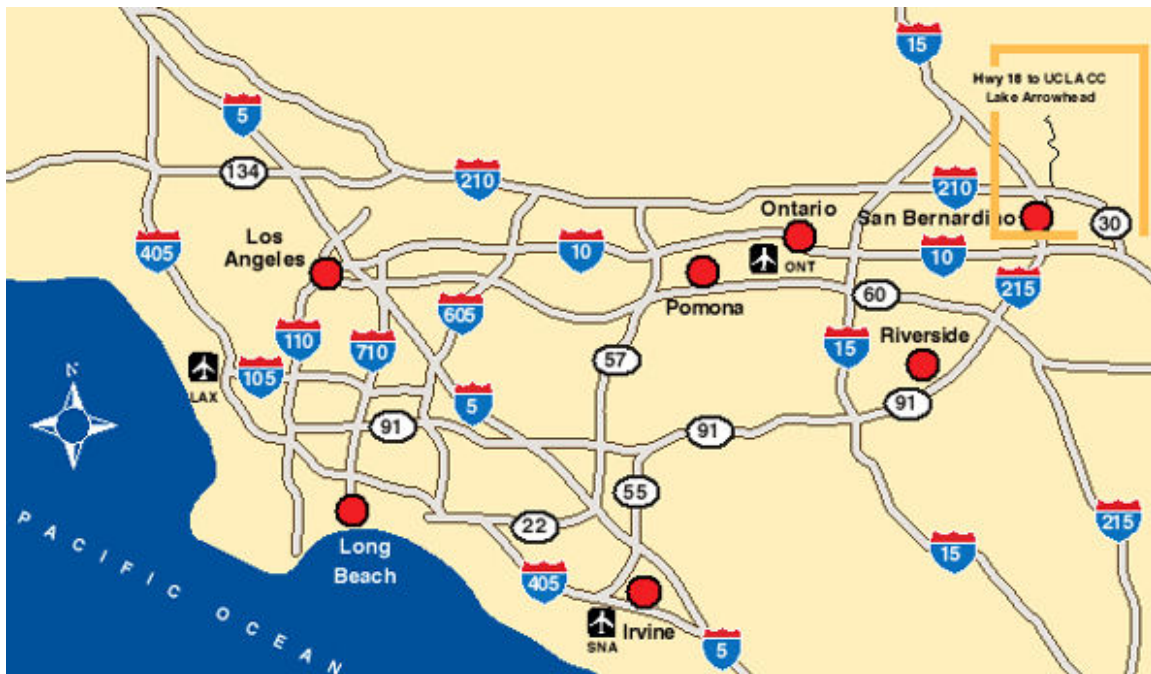 15
Hwy 18 to UCLA CC
Lake Arrowhead
5
134
210
210
Ontario
San Bernardino
30
405
Los
Angeles
10
ONT
10
215
Pomona
60
605
110
710
57
15
Riverside
LAX
105
N
5
91
91
91
55
22
215
15
Long
Beach
405
Irvine
SNA
5
PACIFIC OCEAN